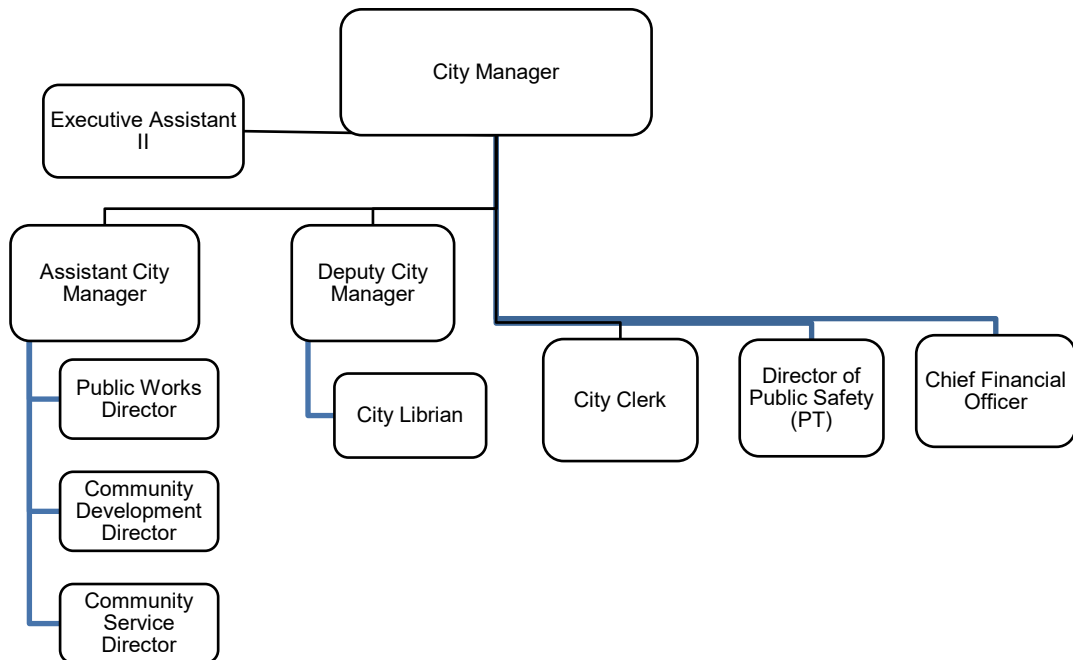 City Manager
Executive Assistant
II
Assistant City
Manager
Deputy City
Manager
Public Works
Director
City Librian
City Clerk
Director of
Public Safety
(PT)
Chief Financial
Officer
Community
Development
Director
Community
Service
Director